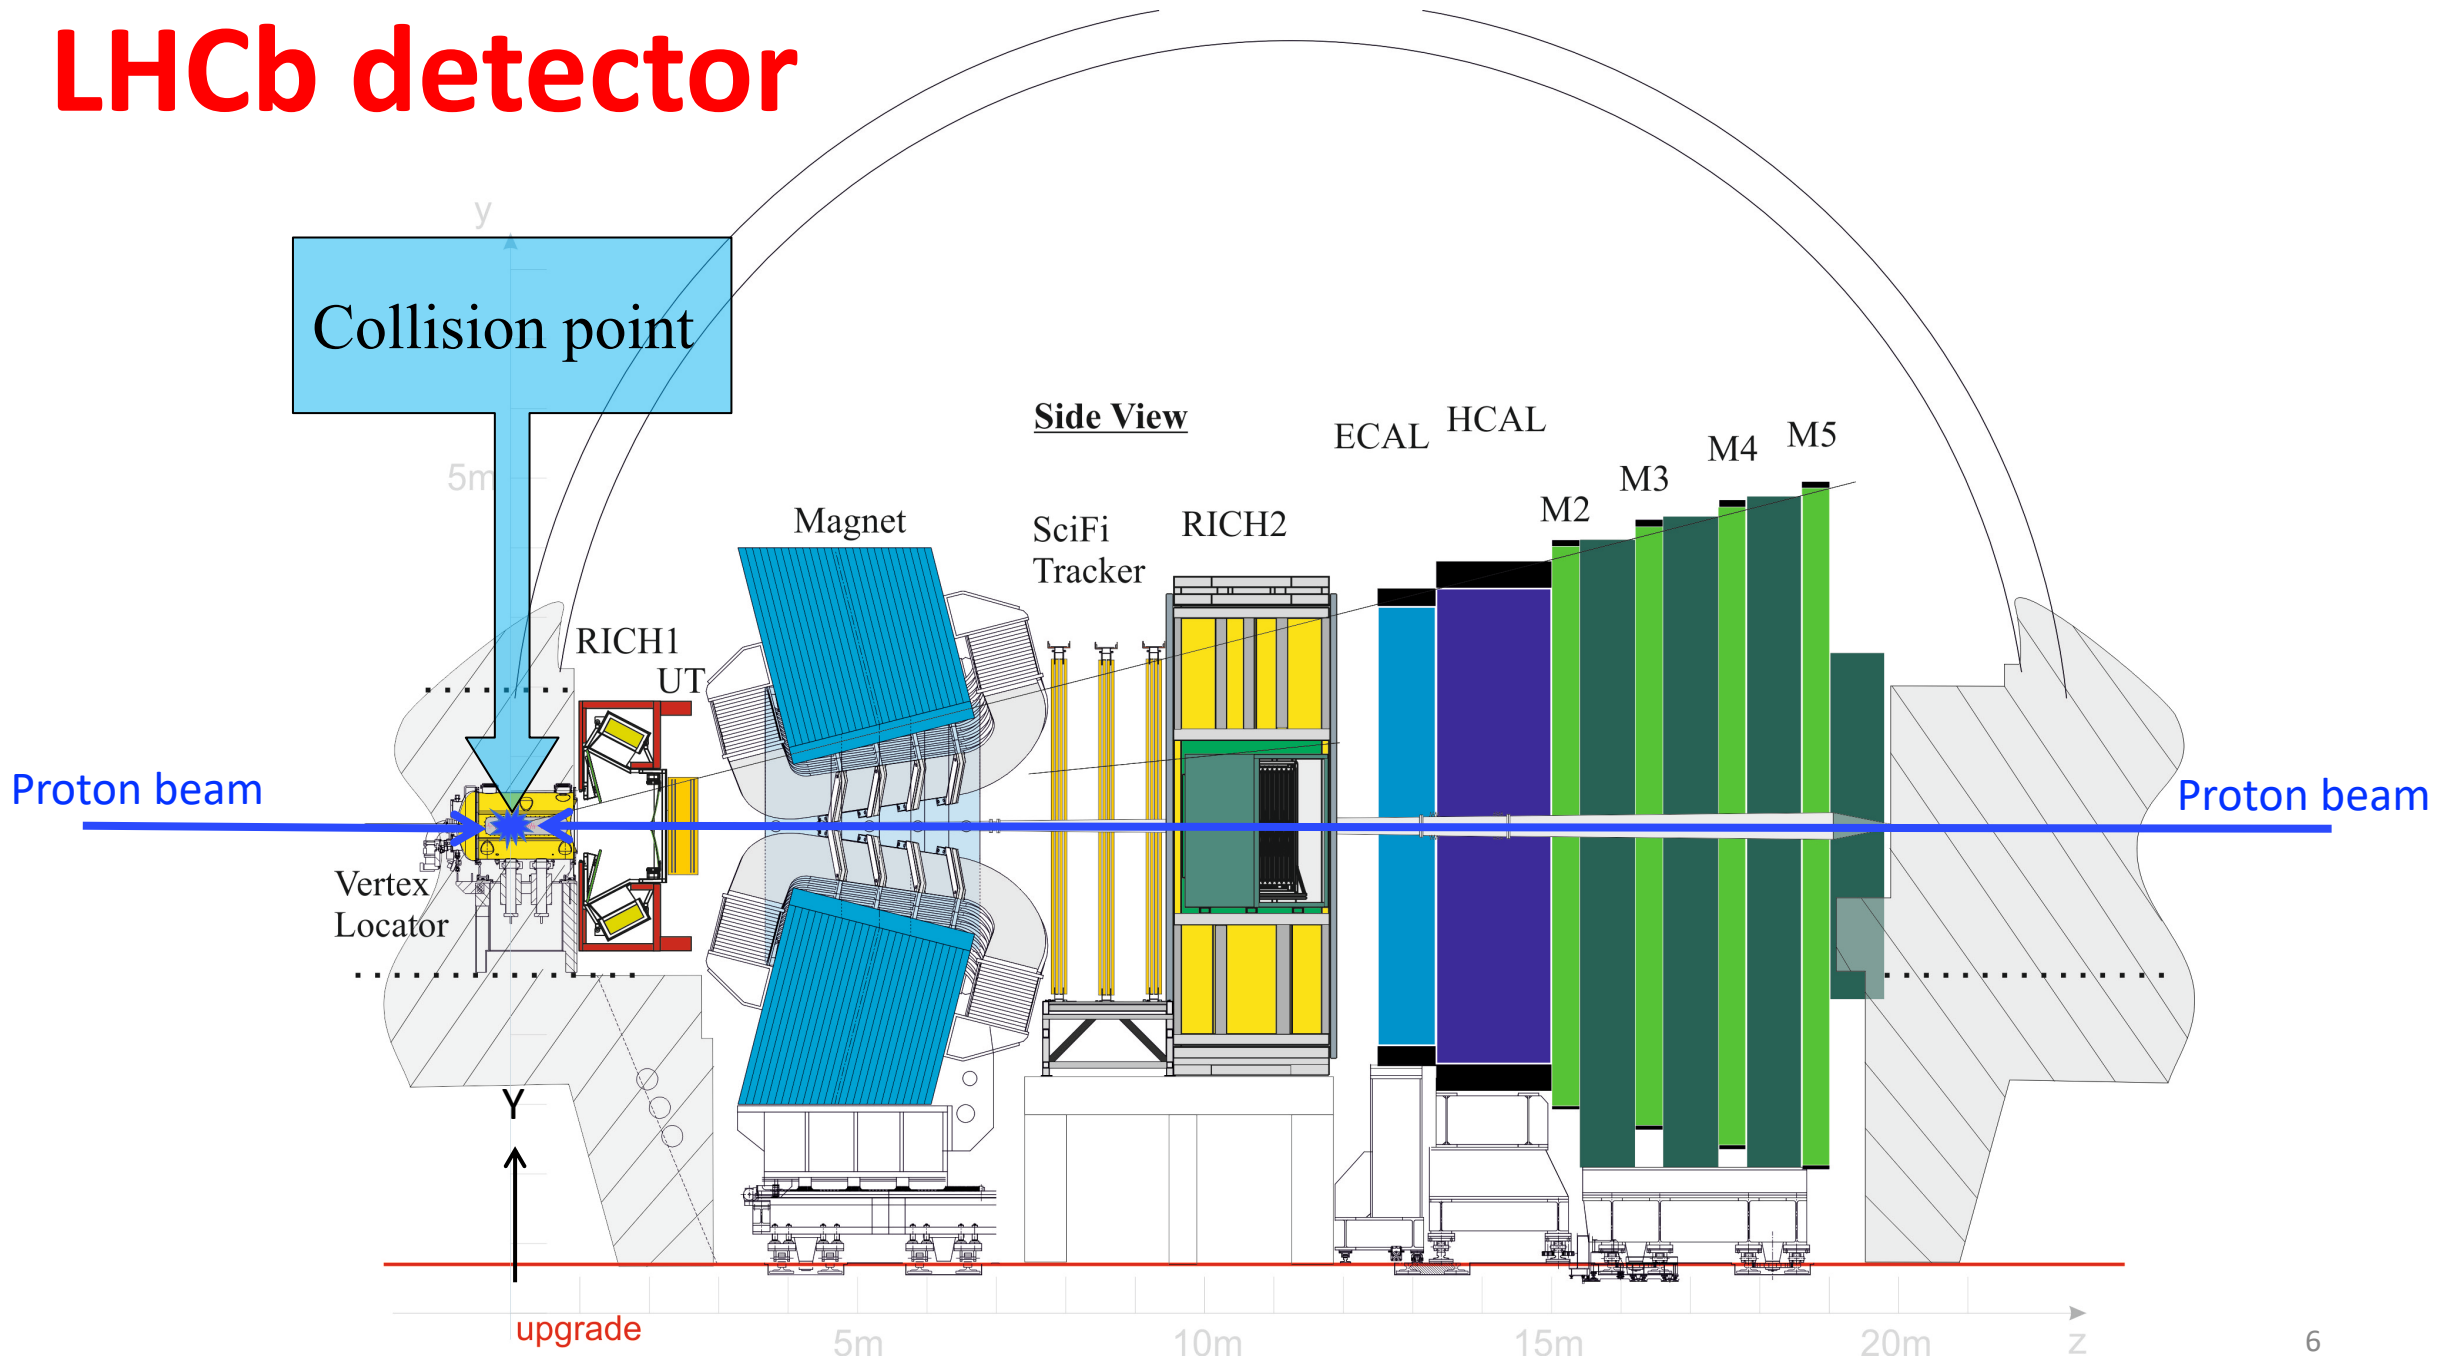 LHCb detector
y
Collision point
5m
Side View
ECAL
HCAL
M2
M3
M4
M5
Magnet
SciFi
Tracker
RICH2
RICH1
UT
Proton beam
Proton beam
Vertex
Locator
Y
upgrade
5m
10m
15m
20m
z
6